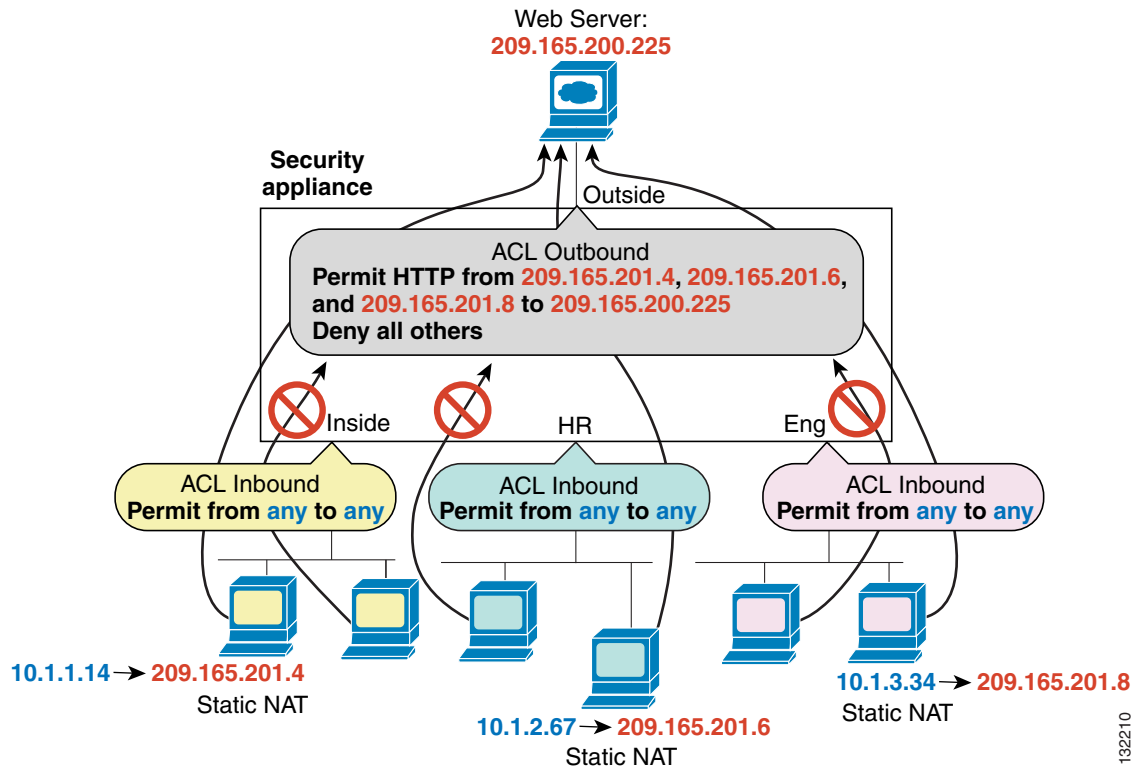 Web Server:
209.165.200.225
Security
appliance
Outside
ACL Outbound
Permit HTTP from 209.165.201.4, 209.165.201.6,
and 209.165.201.8 to 209.165.200.225
Deny all others
Inside
HR
Eng
ACL Inbound
Permit from any to any
ACL Inbound
Permit from any to any
ACL Inbound
Permit from any to any
10.1.1.14 209.165.201.4
Static NAT
10.1.2.67 209.165.201.6
Static NAT
10.1.3.34 209.165.201.8
Static NAT
132210